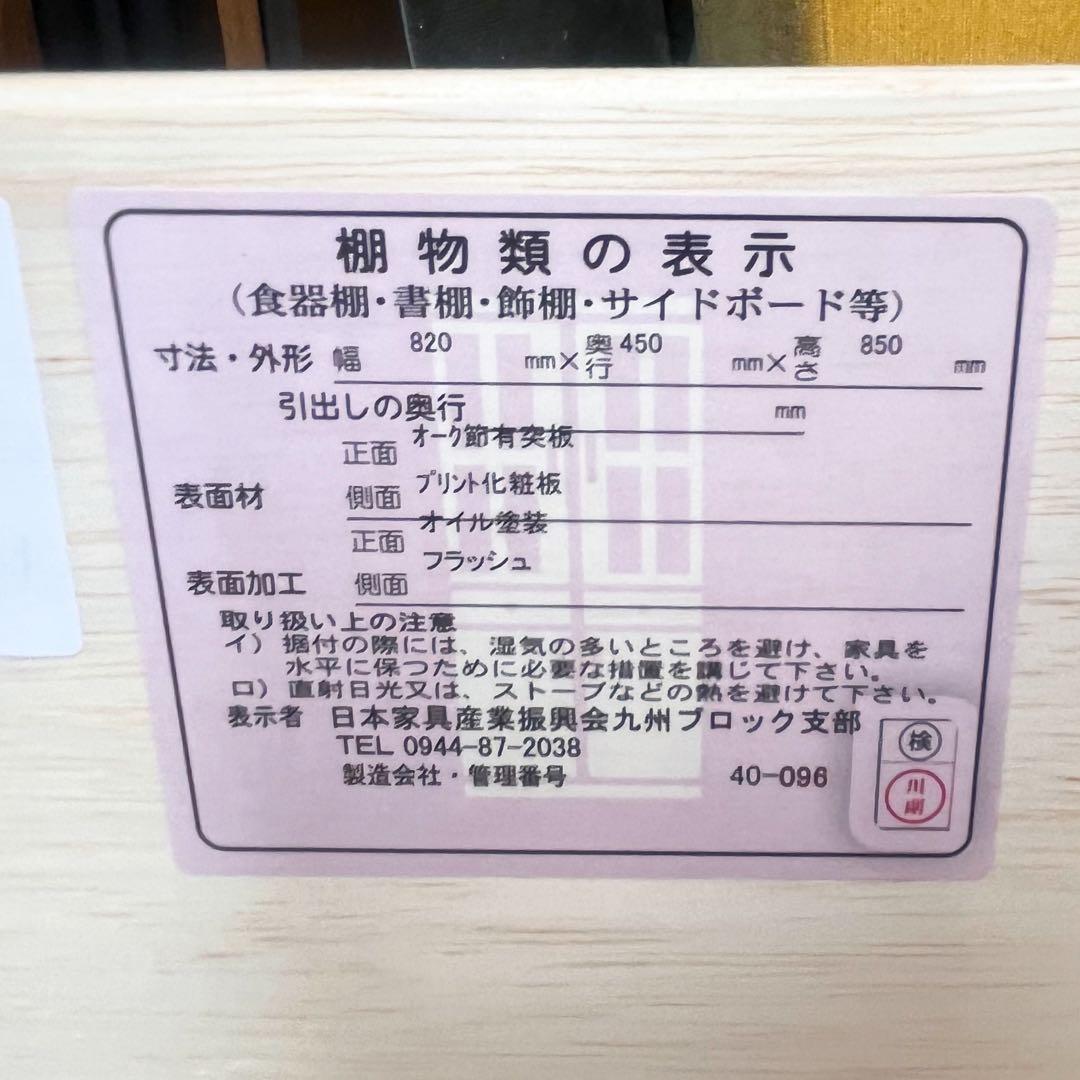 棚物類の表示
（食器棚・書棚・飾棚・サイドボード等）
寸法・外形 幅 820 mm×奥行 450 mm×高さ 850 mm
引出しの奥行 mm
表面材 正面 オーク節有突板
側面 プリント化粧板
表面加工 正面 オイル塗装
側面 フラッシュ
取り扱い上の注意
イ）据付の際には、湿気の多いところを避け、家具を
水平に保つために必要な措置を講じて下さい。
ロ）直射日光又は、ストーブなどの熱を避けて下さい。
表示者 日本家具産業振興会九州ブロック支部
TEL 0944-87-2038
製造会社・管理番号 40-096
検
川